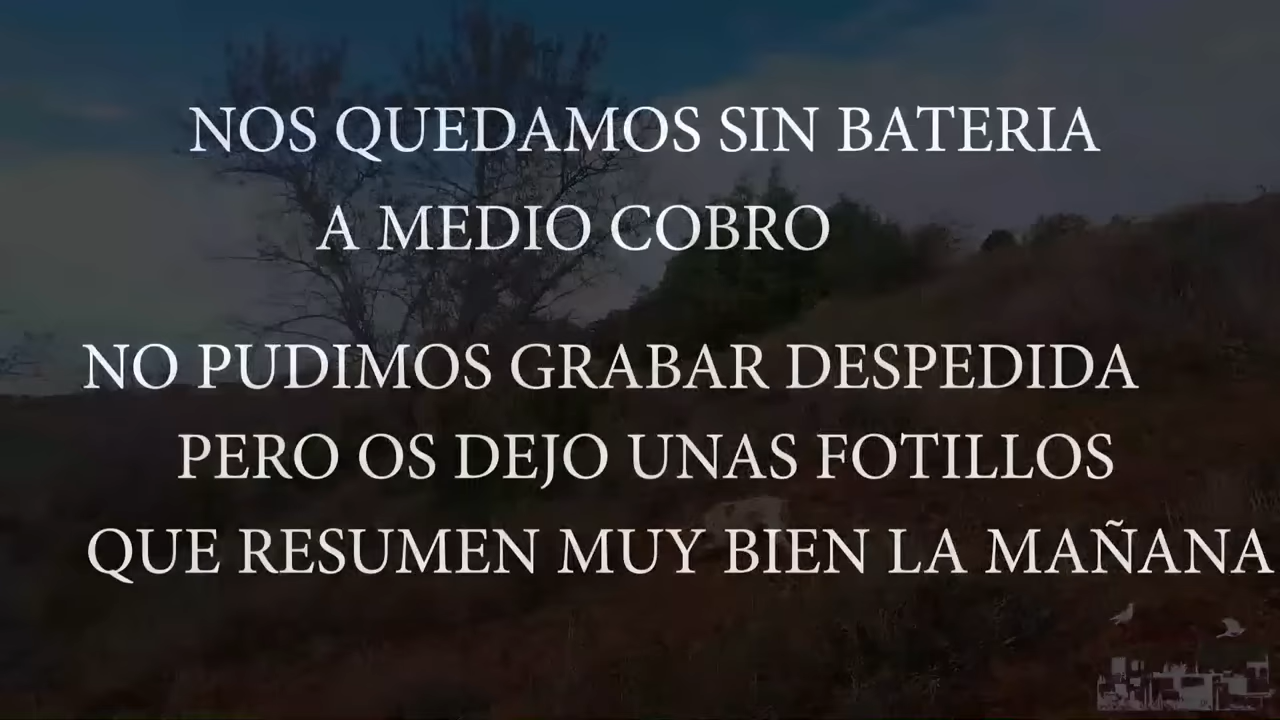 NOS QUEDAMOS SIN BATERIA
A MEDIO COBRO
NO PUDIMOS GRABAR DESPEDIDA
PERO OS DEJO UNAS FOTILLOS
QUE RESUMEN MUY BIEN LA MAÑANA